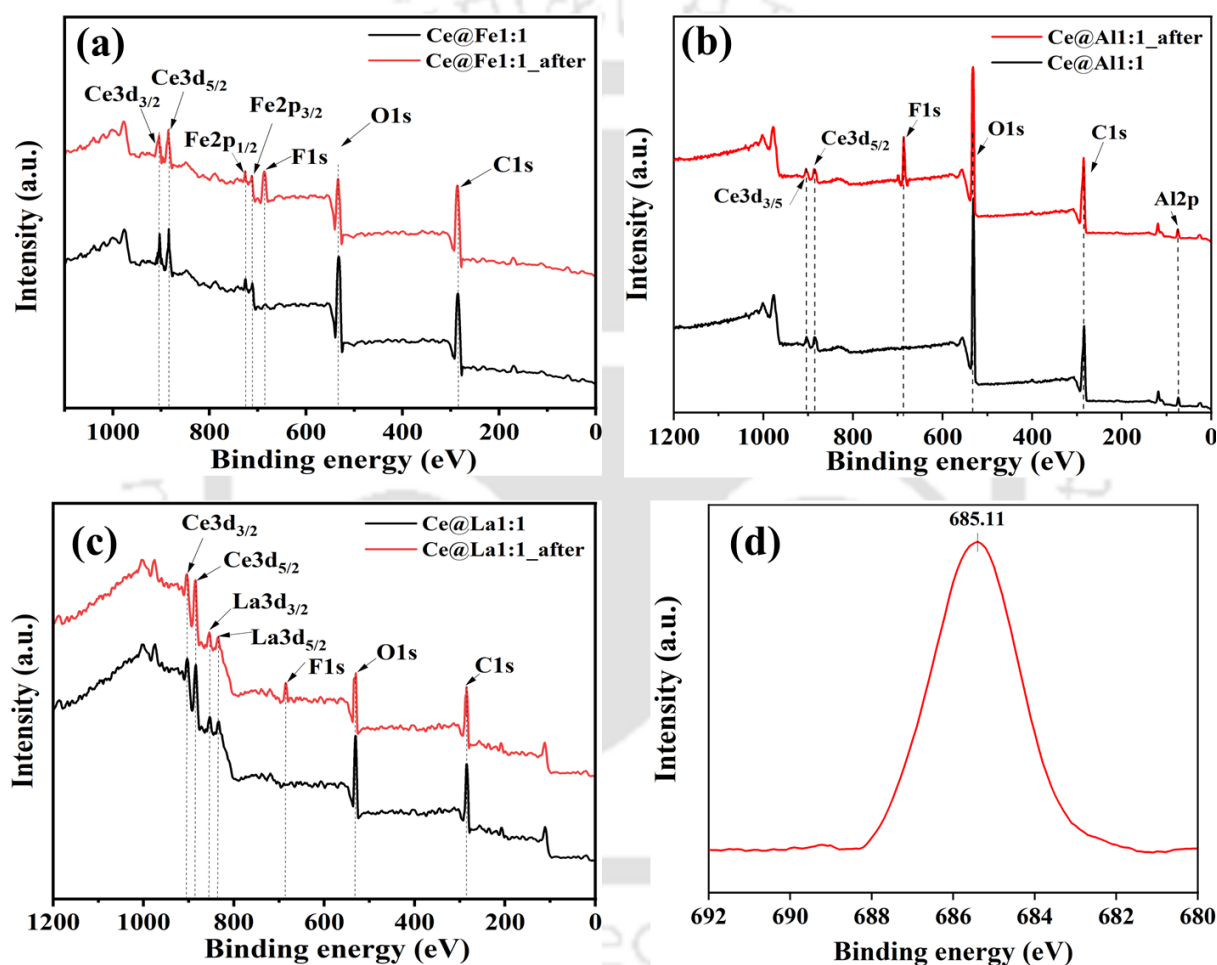 (a)
Ce@Fe1:1
Ce@Fe1:1_after
Ce3d3/2
Ce3d5/2
Fe2p1/2
Fe2p3/2
F1s
O1s
C1s
Intensity (a.u.)
1000 800 600 400 200 0
Binding energy (eV)
(b)
Ce@Al1:1_after
Ce@Al1:1
Ce3d3/5
Ce3d5/2
F1s
O1s
C1s
Al2p
Intensity (a.u.)
1200 1000 800 600 400 200 0
Binding energy (eV)
(c)
Ce@La1:1
Ce@La1:1_after
Ce3d3/2
Ce3d5/2
La3d3/2
La3d5/2
F1s
O1s
C1s
Intensity (a.u.)
1200 1000 800 600 400 200 0
Binding energy (eV)
(d)
685.11
Intensity (a.u.)
692 690 688 686 684 682 680
Binding energy (eV)